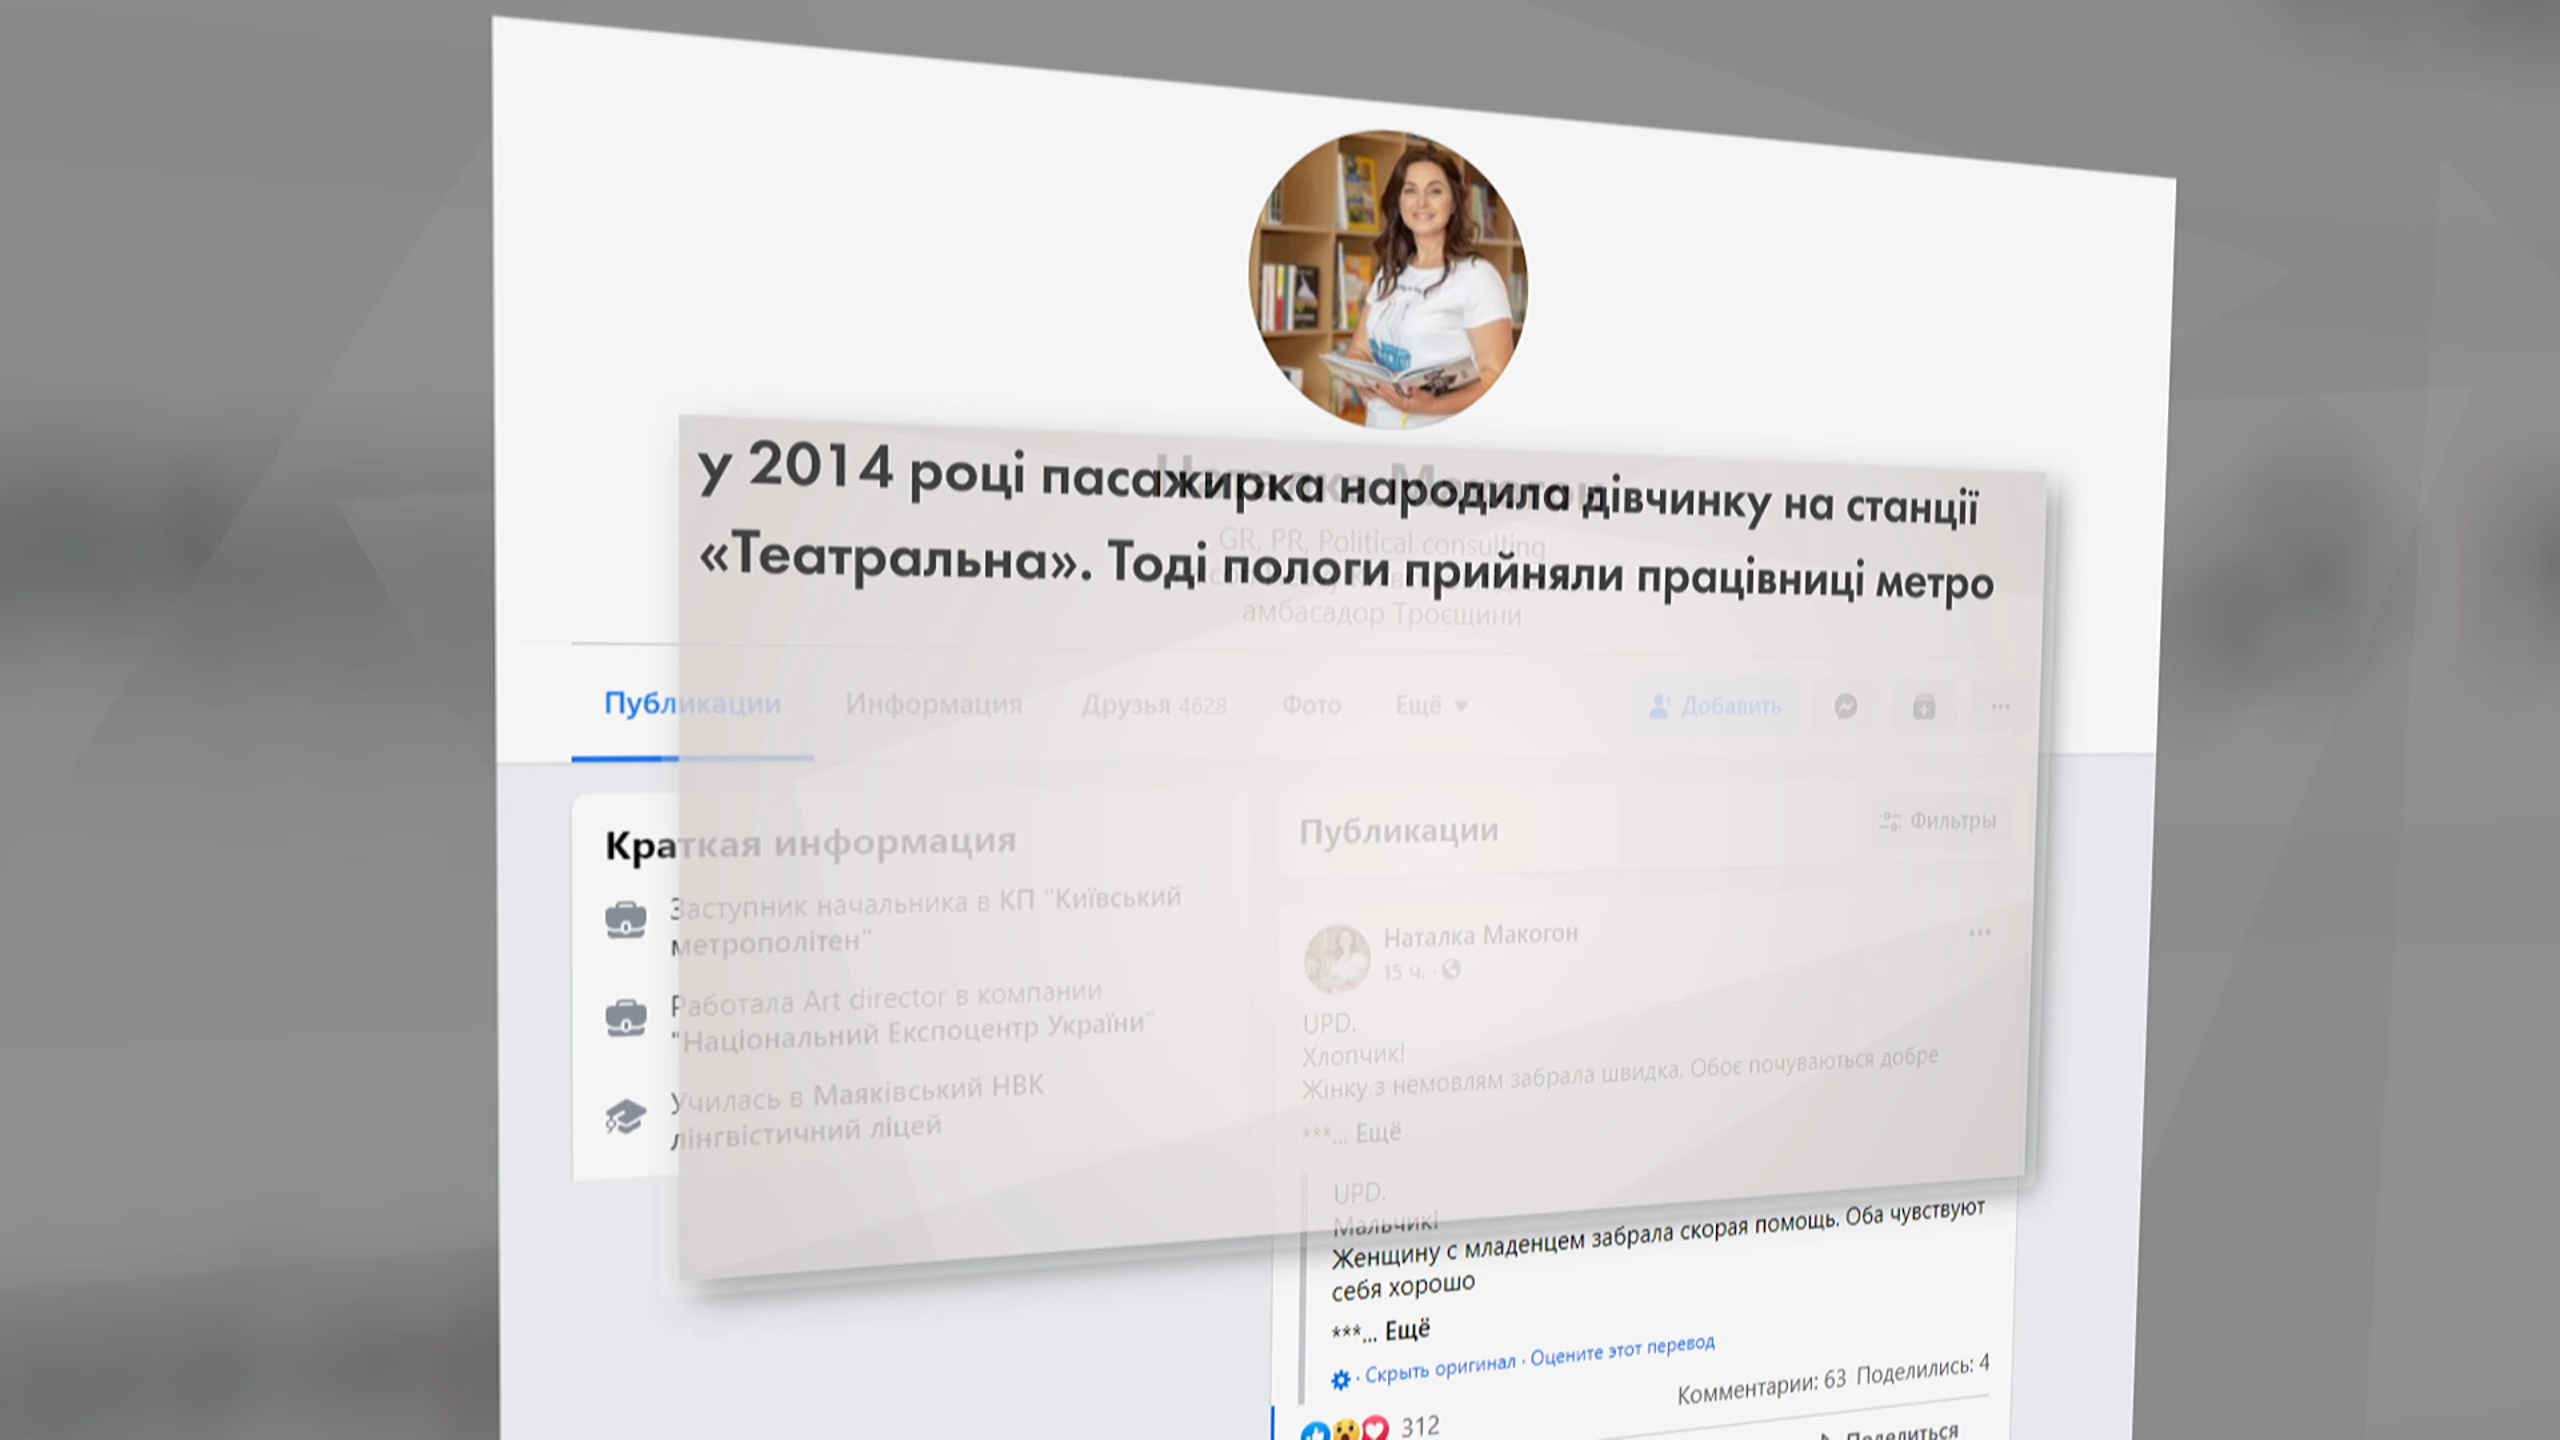 у 2014 році пасажирка народила дівчинку на станції
«Театральна». Тоді пологи прийняли працівниці метро
GR, PR, Political consulting
амбасадор Троєщини
Публикации
Информация
Друзья 4628
Фото
Ещё
Добавить
Краткая информация
Заступник начальника в КП "Київський
метрополітен"
Работала Art director в компании
"Національний Експоцентр України"
Училась в Маяківський НВК
лінгвістичний ліцей
Публикации
Фильтры
Наталка Макогон
15 ч.
UPD.
Хлопчик!
Жінку з немовлям забрала швидка. Обоє почуваються добре
***... Ещё
UPD.
Мальчик!
Женщину с младенцем забрала скорая помощь. Оба чувствуют
себя хорошо
***... Ещё
· Скрыть оригинал · Оцените этот перевод
Комментарии: 63 Поделились: 4
312
Поделиться